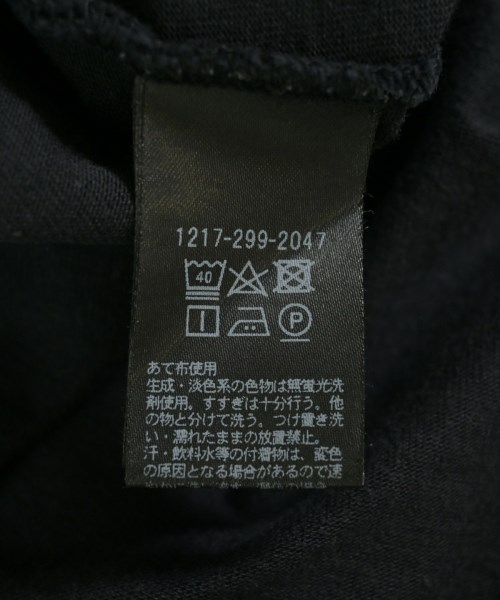 1217-299-2047
40
P
あて布使用
生成・淡色系の色物は無蛍光洗
剤使用。すすぎは十分行う。他
の物と分けて洗う。つけ置き洗
い・濡れたままの放置禁止。
汗・飲料水等の付着物は、変色
の原因となる場合があるので速